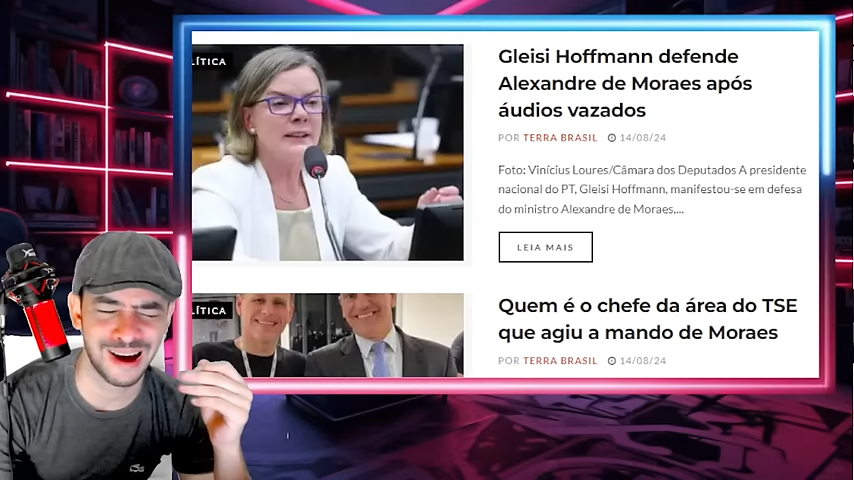 LÍTICA
Gleisi Hoffmann defende
Alexandre de Moraes após
áudios vazados
POR TERRA BRASIL 14/08/24
Foto: Vinícius Loures/Câmara dos Deputados A presidente
nacional do PT, Gleisi Hoffmann, manifestou-se em defesa
do ministro Alexandre de Moraes,...
LEIA MAIS
LÍTICA
Quem é o chefe da área do TSE
que agiu a mando de Moraes
POR TERRA BRASIL 14/08/24